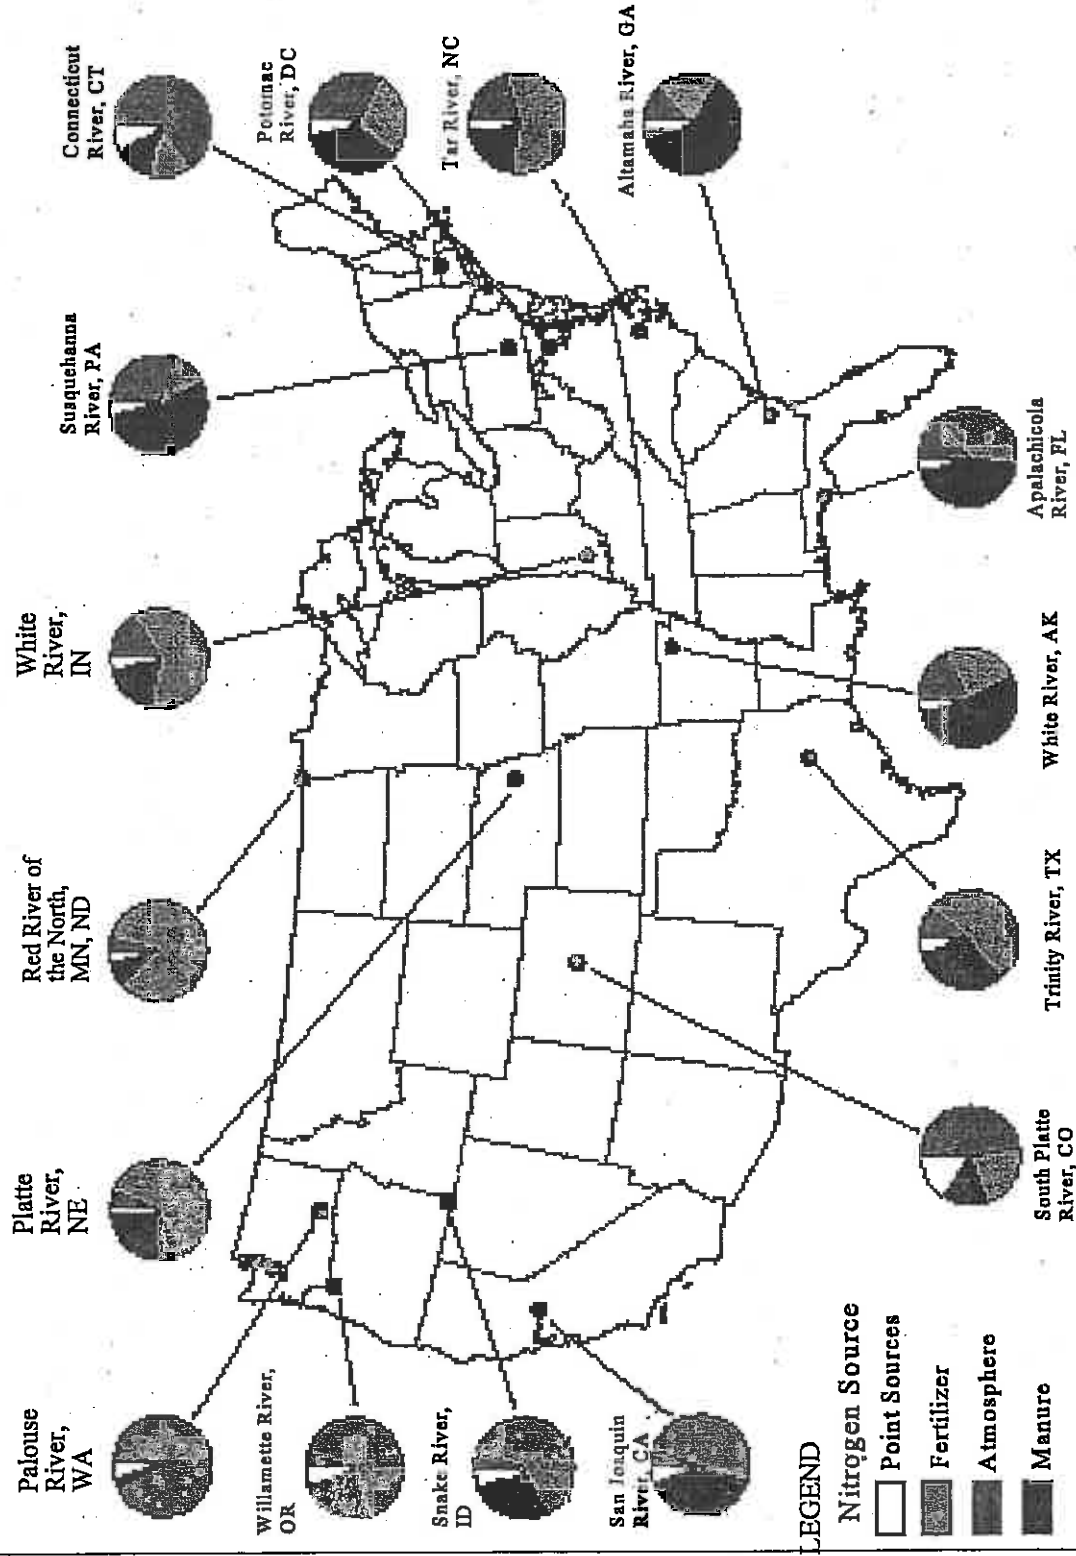 Palouse
River,
WA
Platte
River,
NE
Red River of
the North,
MN, ND
White
River,
IN
Susquehanna
River, PA
Connecticut
River, CT
Potomac
River, DC
Tar River, NC
Altamaha River, GA
Willamette River,
OR
Snake River,
ID
San Joaquin
River, CA
South Platte
River, CO
Trinity River, TX
White River, AK
Apalachicola
River, FL
LEGEND
Nitrogen Source
Point Sources
Fertilizer
Atmosphere
Manure